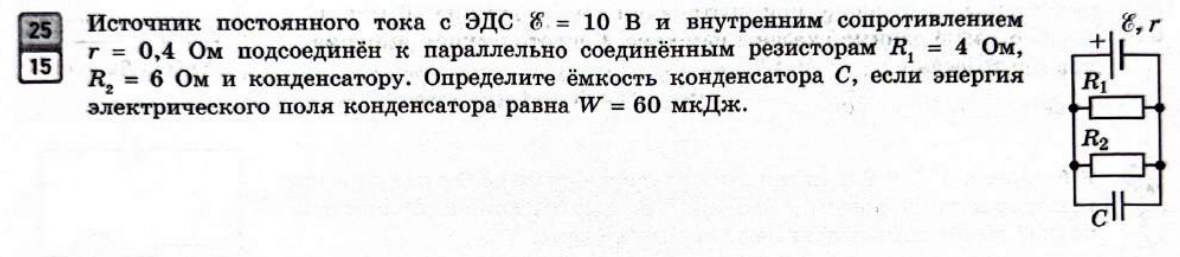 25
15
Источник постоянного тока с ЭДС ℰ = 10 В и внутренним сопротивлением
r = 0,4 Ом подсоединён к параллельно соединённым резисторам R₁ = 4 Ом,
R₂ = 6 Ом и конденсатору. Определите ёмкость конденсатора C, если энергия
электрического поля конденсатора равна W = 60 мкДж.
ℰ, r
+
R₁
R₂
C